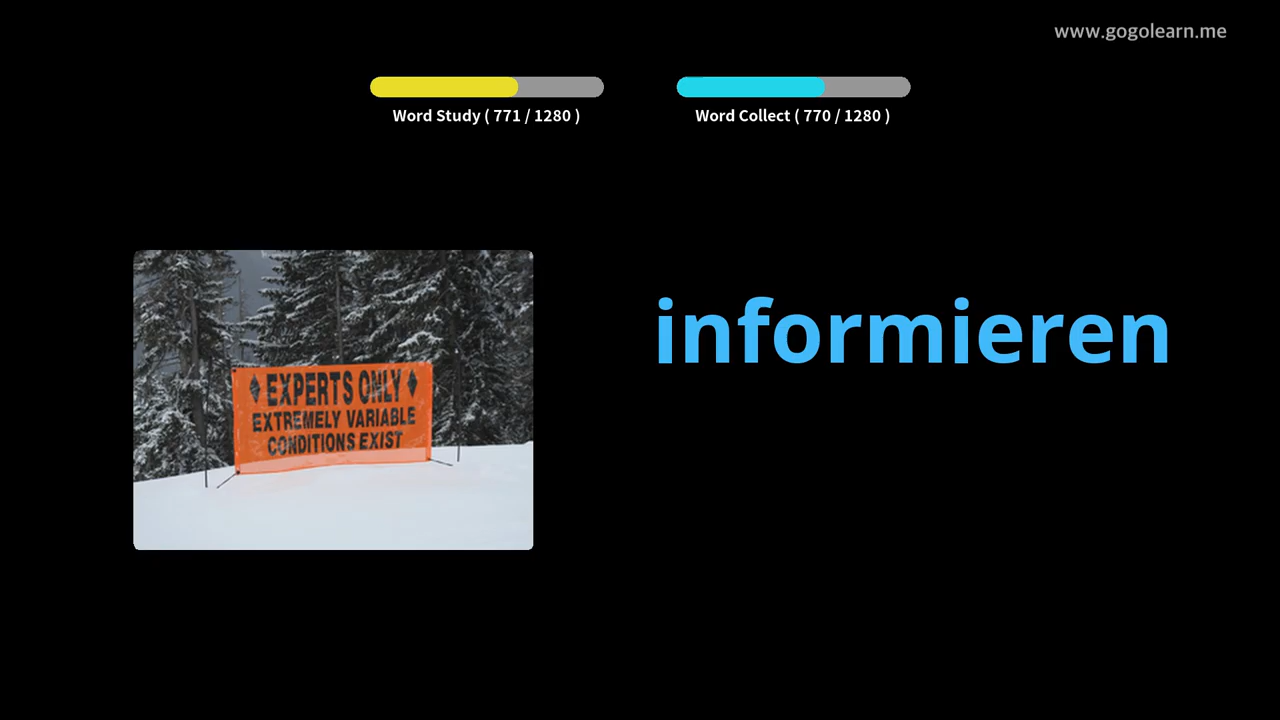 www.gogolearn.me
Word Study ( 771 / 1280 )
Word Collect ( 770 / 1280 )
EXPERTS ONLY
EXTREMELY VARIABLE
CONDITIONS EXIST
informieren